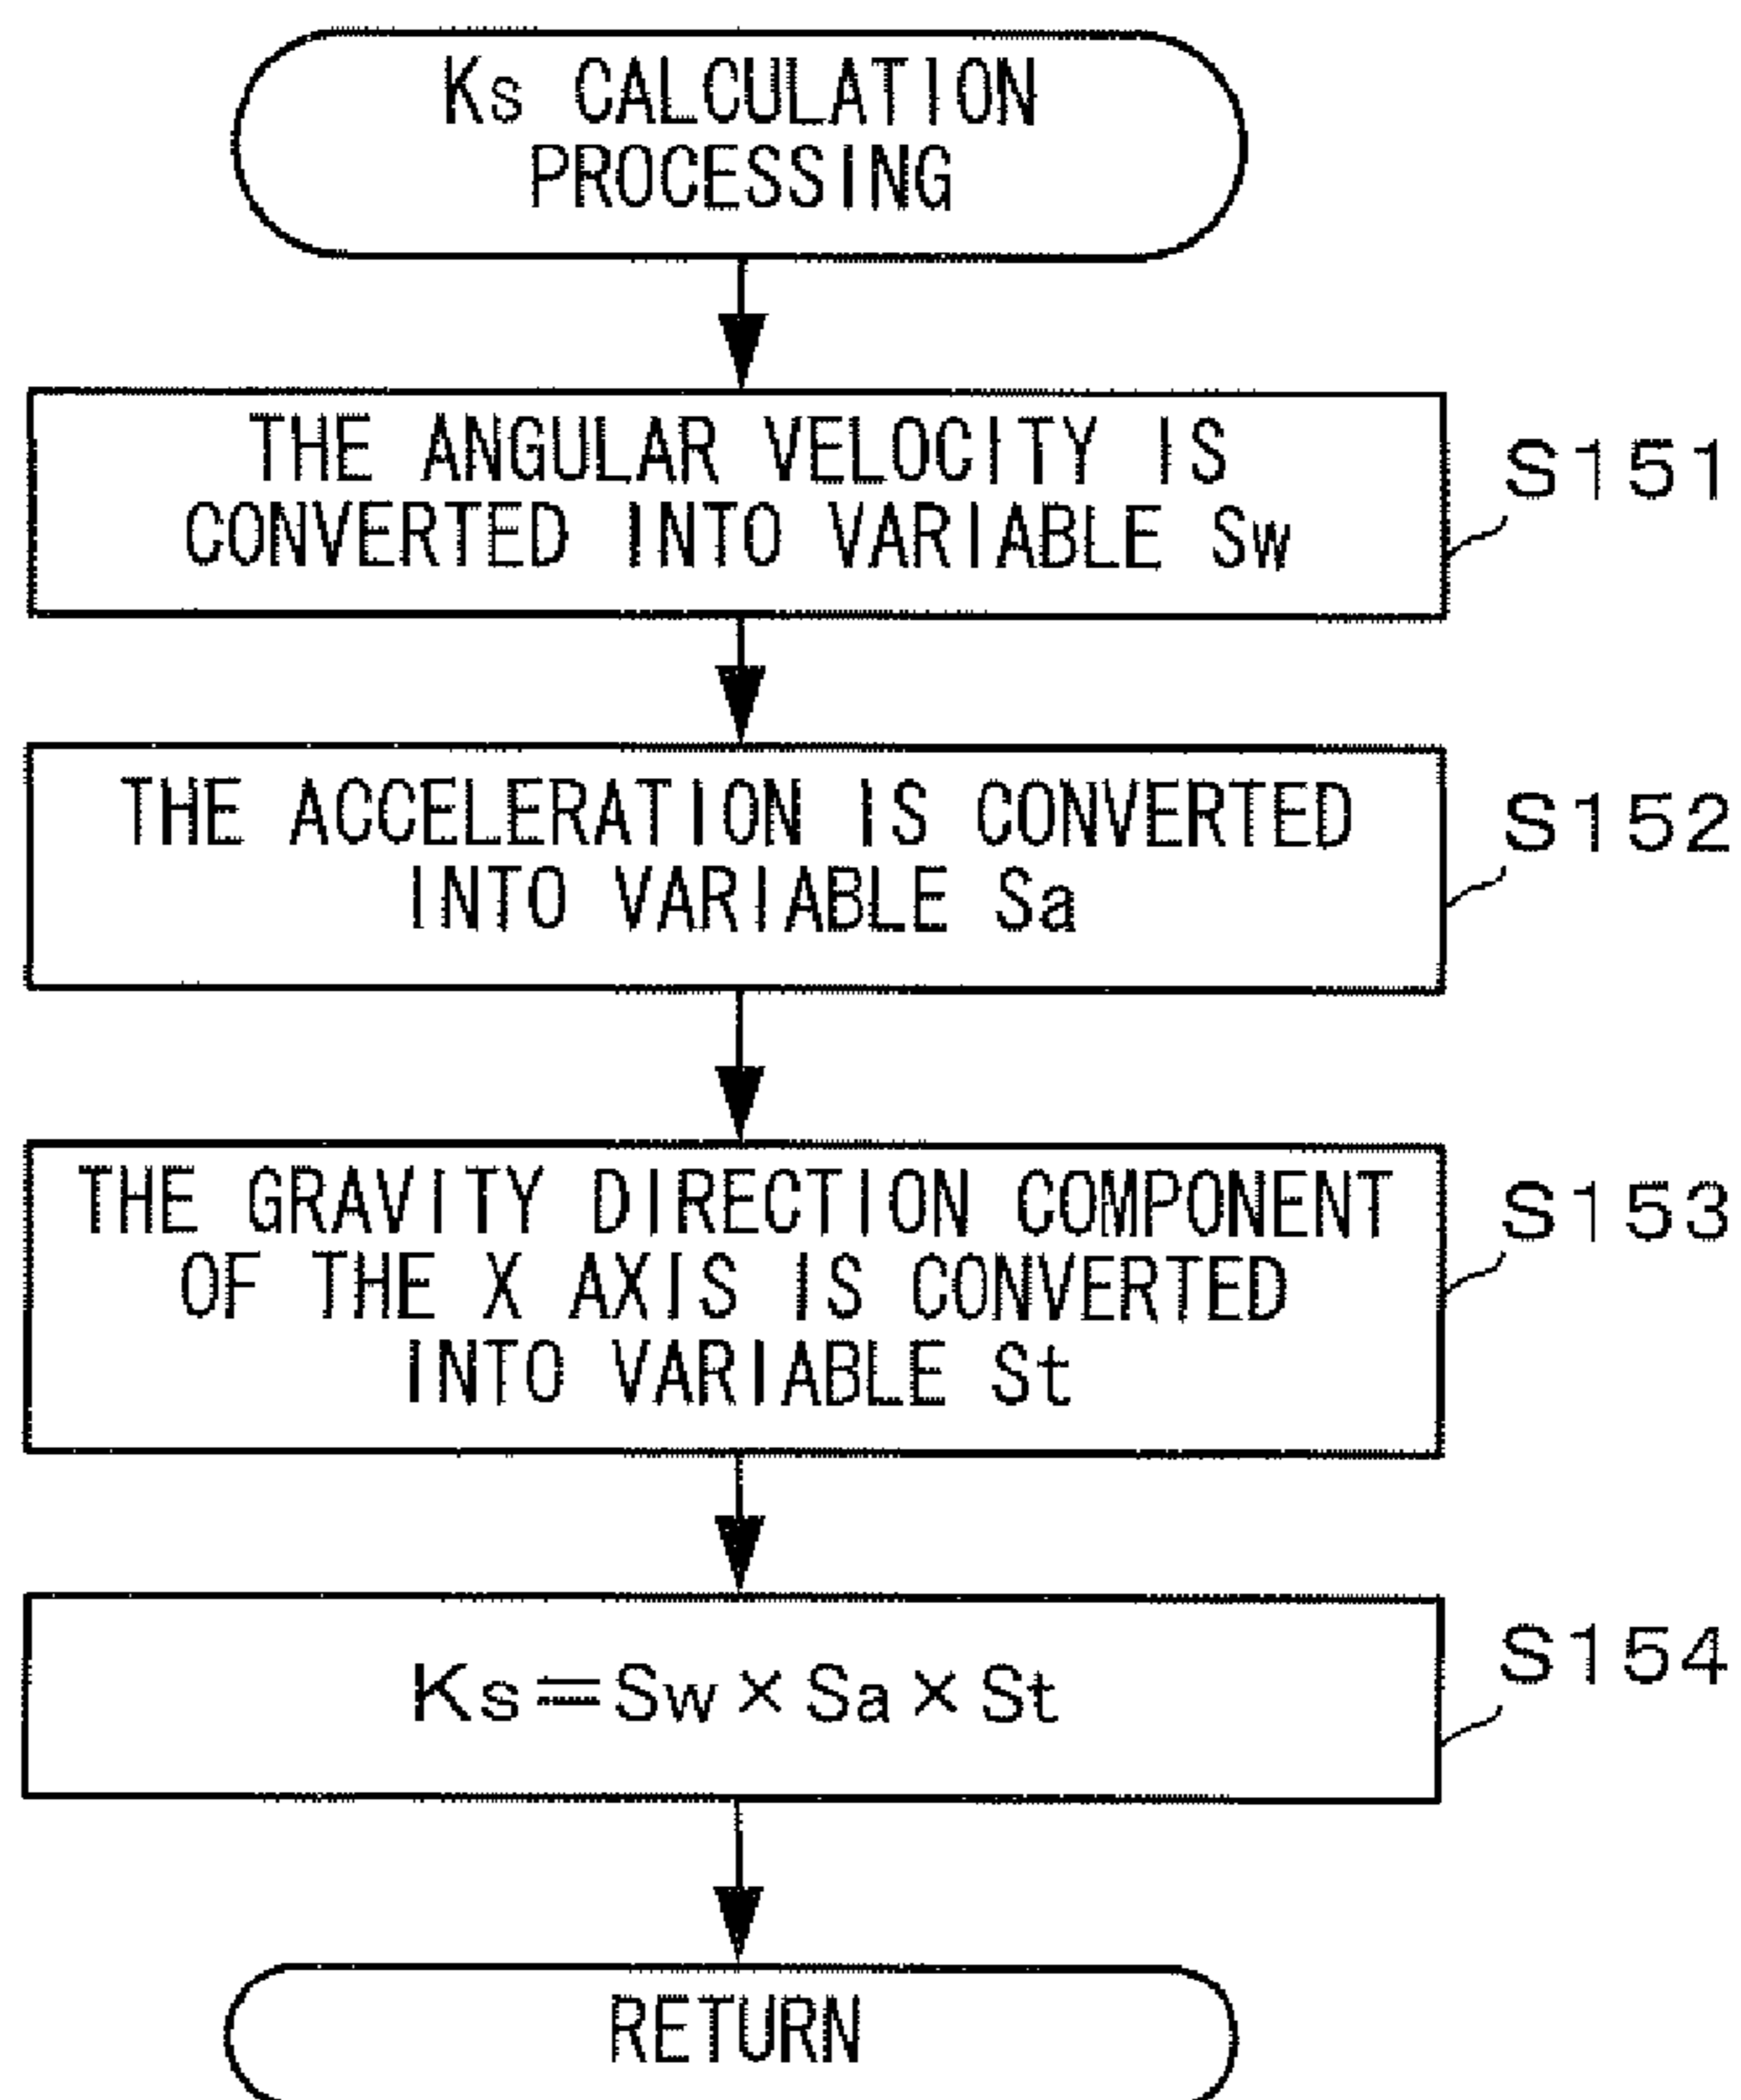 Ks CALCULATION
PROCESSING
THE ANGULAR VELOCITY IS
CONVERTED INTO VARIABLE Sw
S151
THE ACCELERATION IS CONVERTED
INTO VARIABLE Sa
S152
THE GRAVITY DIRECTION COMPONENT
OF THE X AXIS IS CONVERTED
INTO VARIABLE St
S153
Ks=Sw×Sa×St
S154
RETURN